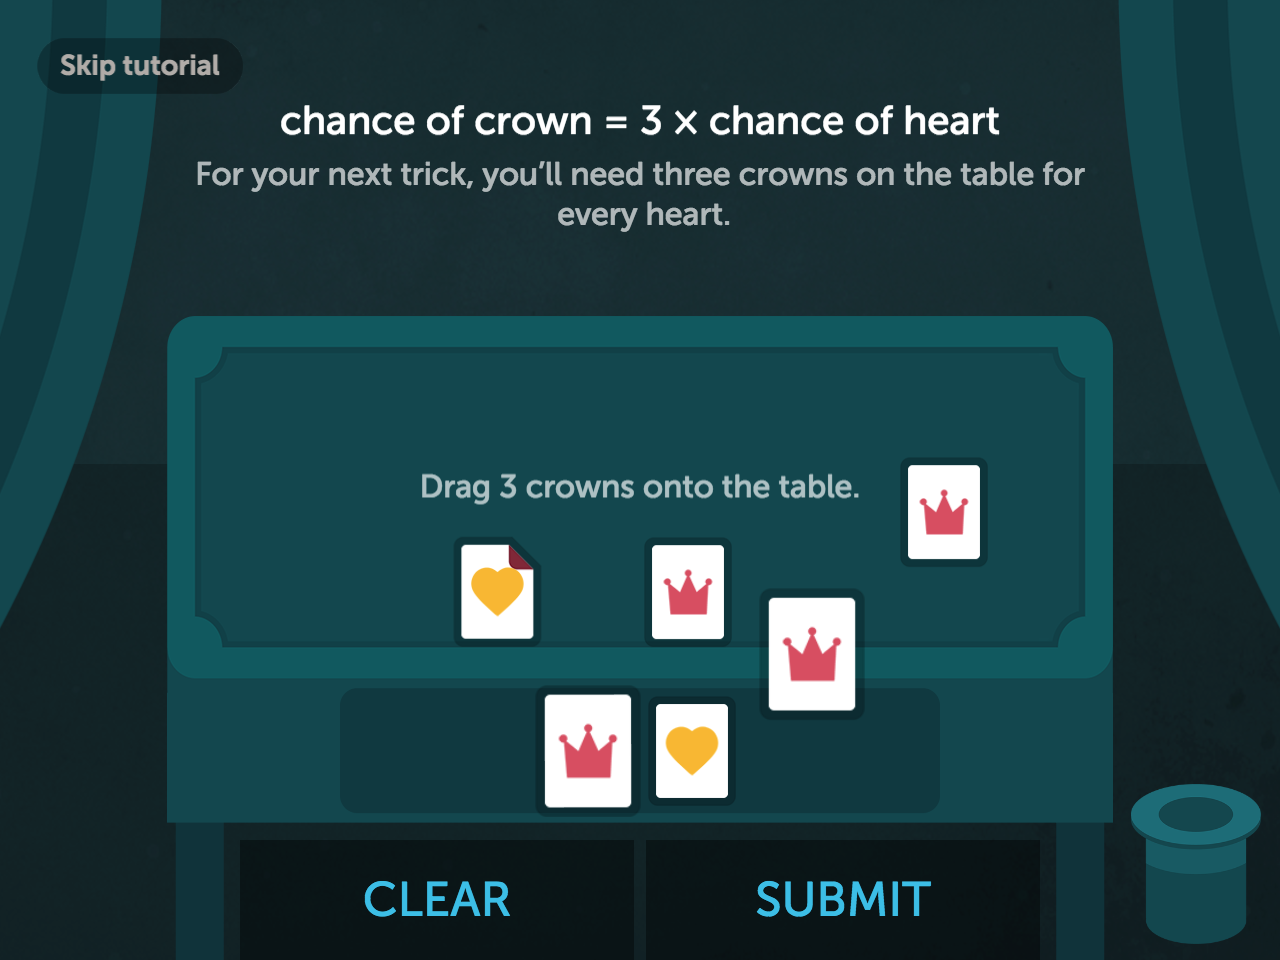 Skip tutorial
chance of crown = 3 × chance of heart
For your next trick, you’ll need three crowns on the table for
every heart.
Drag 3 crowns onto the table.
CLEAR
SUBMIT